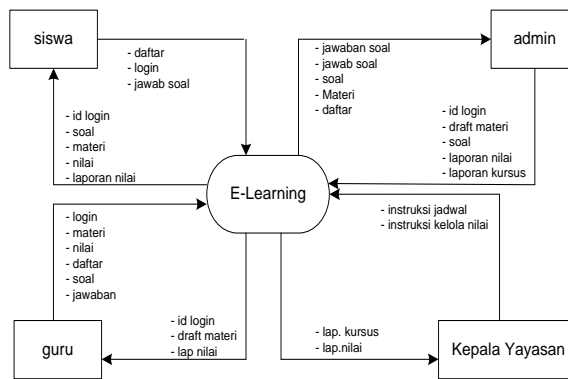 siswa
- daftar
- login
- jawab soal
- jawaban soal
- jawab soal
- soal
- Materi
- daftar
admin
- id login
- soal
- materi
- nilai
- laporan nilai
- id login
- draft materi
- soal
- laporan nilai
- laporan kursus
E-Learning
- login
- materi
- nilai
- daftar
- soal
- jawaban
- instruksi jadwal
- instruksi kelola nilai
guru
- id login
- draft materi
- lap nilai
- lap. kursus
- lap.nilai
Kepala Yayasan